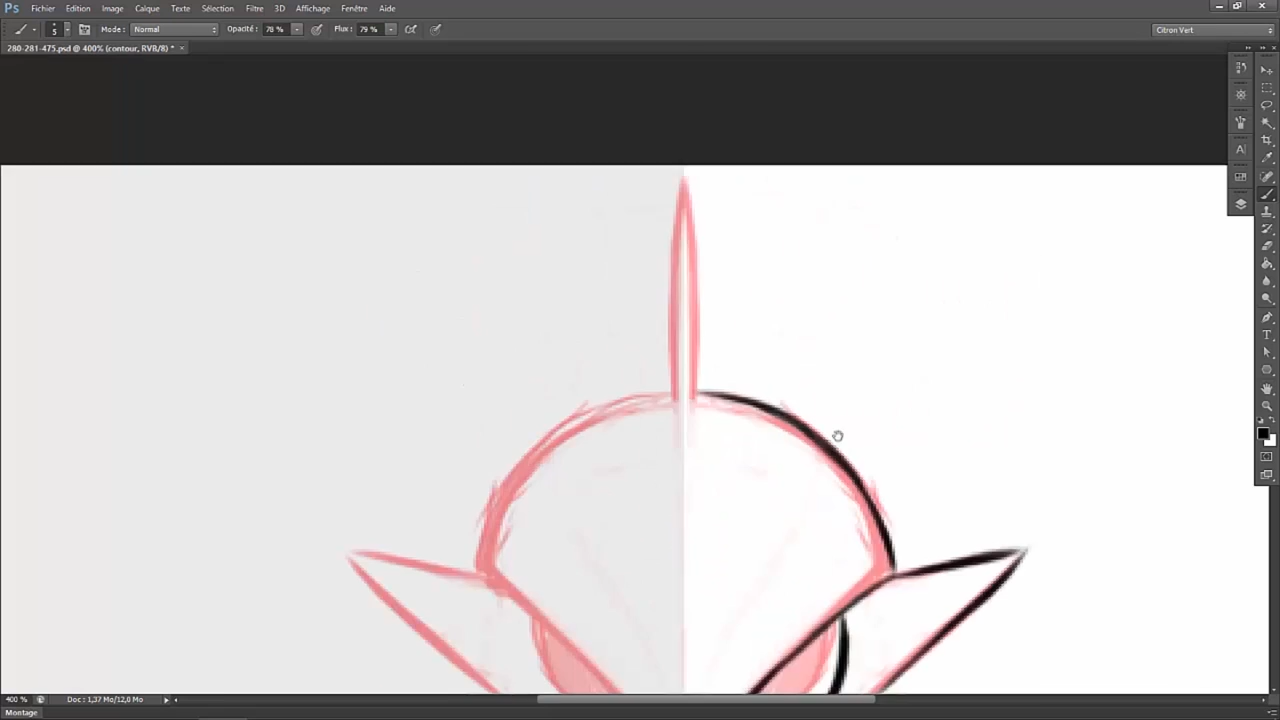 Ps Fichier Edition Image Calque Texte Sélection Filtre 3D Affichage Fenêtre Aide
5 Mode : Normal Opacité : 78 % Flux : 79 % Citron Vert
280-281-475.psd @ 400% (contour, RVB/8) * ×
400 % Doc : 1,37 Mo/12,0 Mo
Montage